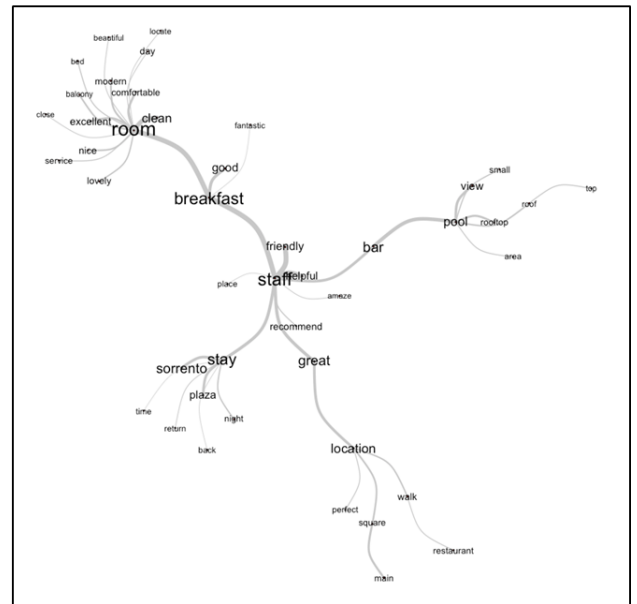 locate
beautiful
day
bed
modern
comfortable
balcony
close
excellent
clean
room
fantastic
nice
service
good
small
lovely
view
top
breakfast
roof
pool
rooftop
friendly
bar
area
helpful
staff
place
amaze
recommend
stay
great
sorrento
plaza
time
night
return
back
location
walk
perfect
square
restaurant
main